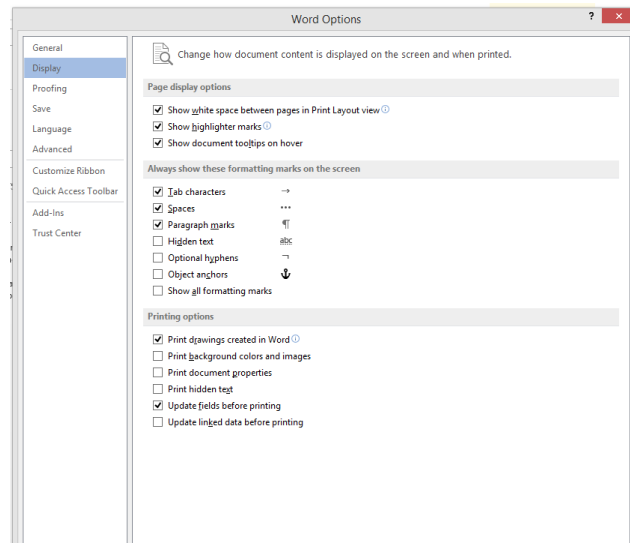 Word Options
? ×
General
Display
Proofing
Save
Language
Advanced
Customize Ribbon
Quick Access Toolbar
Add-Ins
Trust Center
Change how document content is displayed on the screen and when printed.
Page display options
Show white space between pages in Print Layout view
Show highlighter marks
Show document tooltips on hover
Always show these formatting marks on the screen
Tab characters →
Spaces ···
Paragraph marks ¶
Hidden text abc
Optional hyphens ¬
Object anchors
Show all formatting marks
Printing options
Print drawings created in Word
Print background colors and images
Print document properties
Print hidden text
Update fields before printing
Update linked data before printing